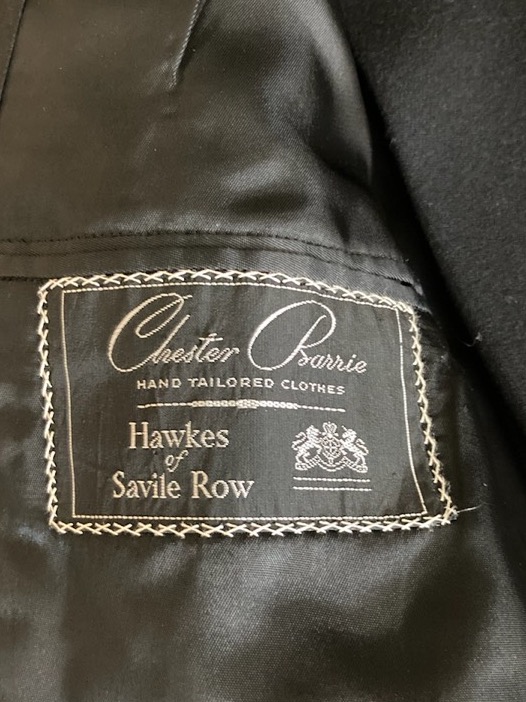 Chester Barrie
HAND TAILORED CLOTHES
Hawkes
of
Savile Row